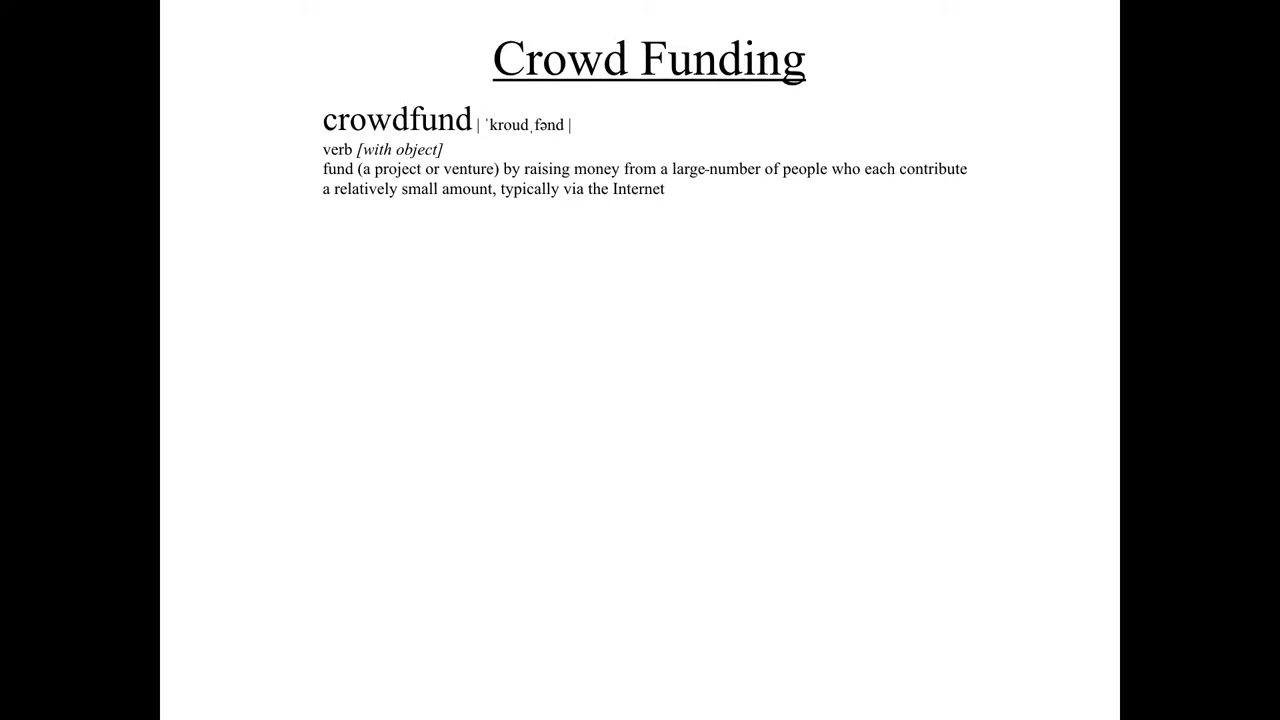 Crowd Funding
crowdfund | ˈkroudˌfənd |
verb [with object]
fund (a project or venture) by raising money from a large-number of people who each contribute
a relatively small amount, typically via the Internet